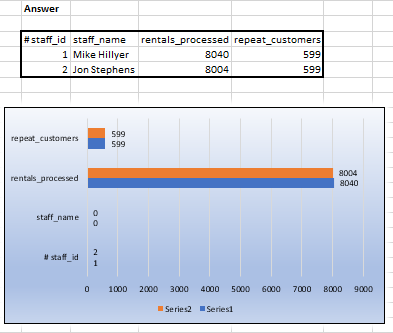 Answer
# staff_id staff_name rentals_processed repeat_customers
1 Mike Hillyer 8040 599
2 Jon Stephens 8004 599
repeat_customers 599
599
rentals_processed 8004
8040
staff_name 0
0
# staff_id 2
1
0 1000 2000 3000 4000 5000 6000 7000 8000 9000
Series2 Series1